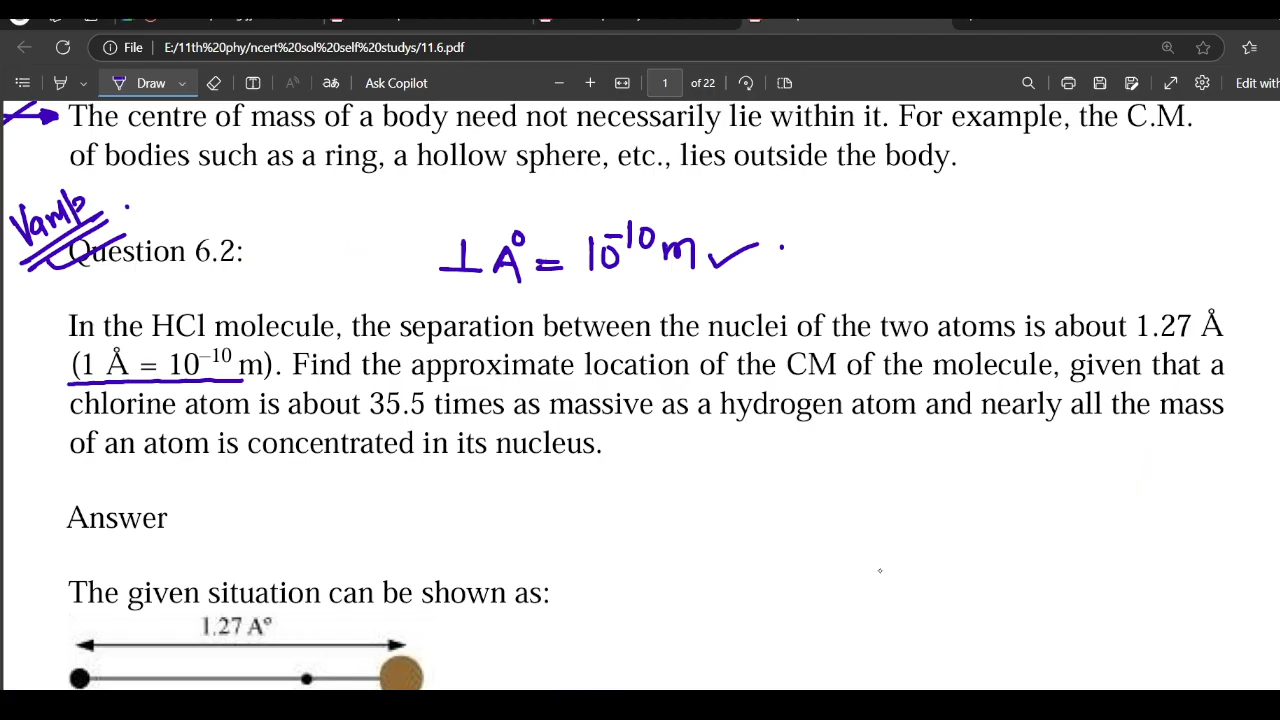 File E:/11th%20phy/ncert%20sol%20self%20studys/11.6.pdf
Draw Ask Copilot 1 of 22 Edit with
The centre of mass of a body need not necessarily lie within it. For example, the C.M.
of bodies such as a ring, a hollow sphere, etc., lies outside the body.
Question 6.2:
1 A⁰ = 10⁻¹⁰ m
In the HCl molecule, the separation between the nuclei of the two atoms is about 1.27 Å
(1 Å = 10⁻¹⁰ m). Find the approximate location of the CM of the molecule, given that a
chlorine atom is about 35.5 times as massive as a hydrogen atom and nearly all the mass
of an atom is concentrated in its nucleus.
Answer
The given situation can be shown as:
1.27 Aº